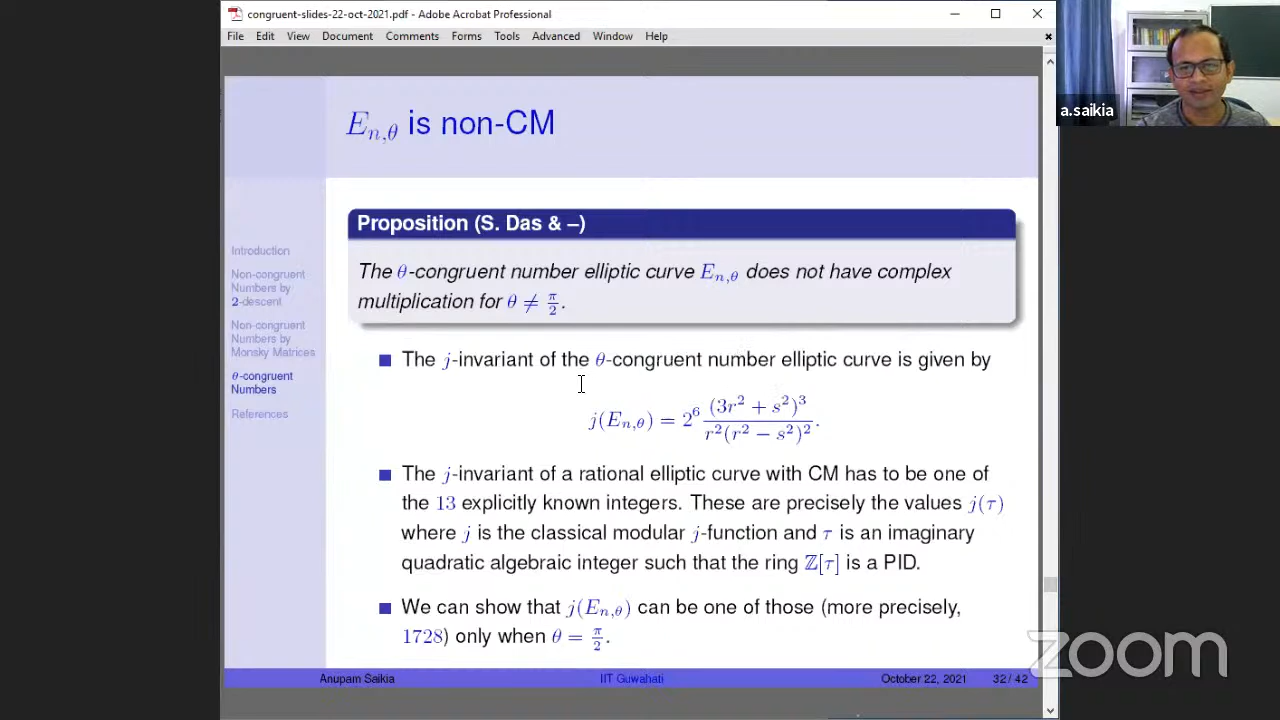 congruent-slides-22-oct-2021.pdf - Adobe Acrobat Professional
File Edit View Document Comments Forms Tools Advanced Window Help
a.saikia
E_{n,θ} is non-CM
Introduction
Non-congruent
Numbers by
2-descent
Non-congruent
Numbers by
Monsky Matrices
θ-congruent
Numbers
References
Proposition (S. Das & –)
The θ-congruent number elliptic curve E_{n,θ} does not have complex
multiplication for θ ≠ π/2.
The j-invariant of the θ-congruent number elliptic curve is given by
j(E_{n,θ}) = 2^6 (3r^2 + s^2)^3 / r^2(r^2 − s^2)^2.
The j-invariant of a rational elliptic curve with CM has to be one of
the 13 explicitly known integers. These are precisely the values j(τ)
where j is the classical modular j-function and τ is an imaginary
quadratic algebraic integer such that the ring ℤ[τ] is a PID.
We can show that j(E_{n,θ}) can be one of those (more precisely,
1728) only when θ = π/2.
Anupam Saikia IIT Guwahati October 22, 2021 32 / 42
zoom